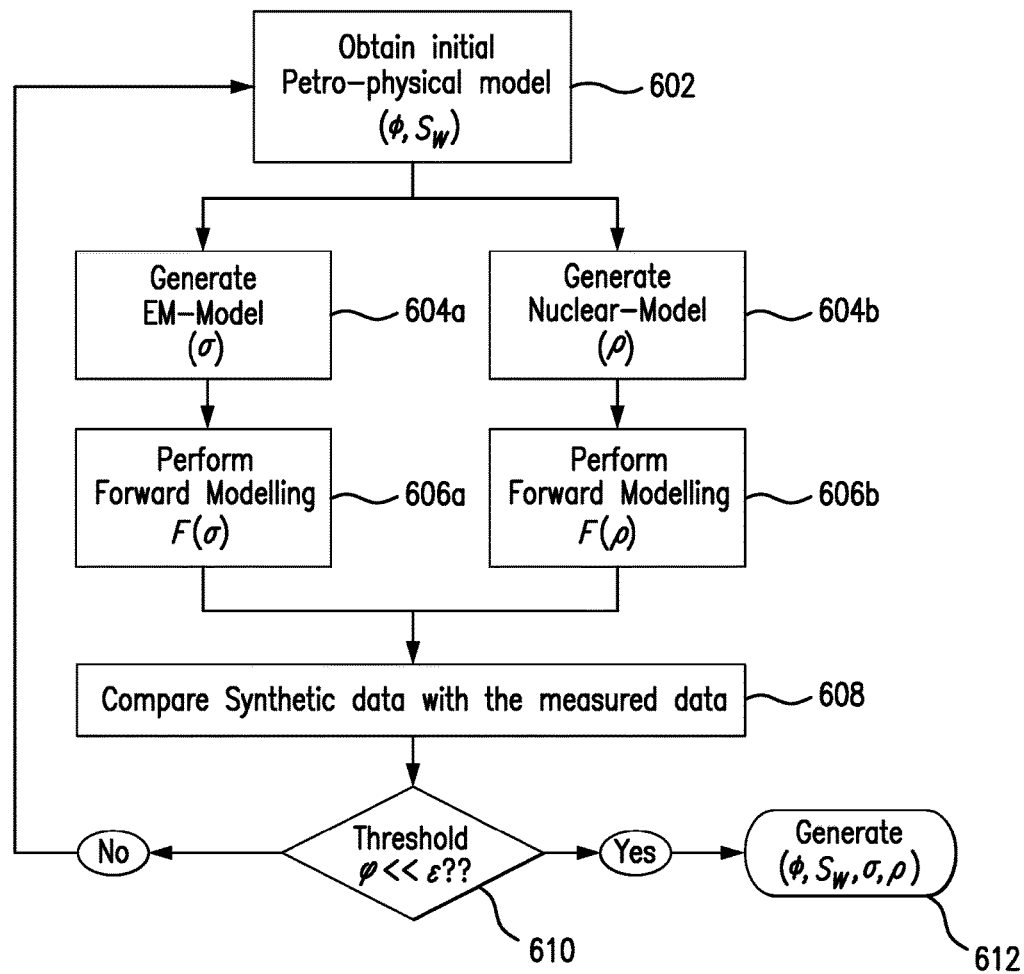 Obtain initial
Petro-physical model
(ϕ, S_W)
602
Generate
EM-Model
(σ)
604a
Generate
Nuclear-Model
(ρ)
604b
Perform
Forward Modelling
F(σ)
606a
Perform
Forward Modelling
F(ρ)
606b
Compare Synthetic data with the measured data
608
Threshold
φ << ε??
610
No
Yes
Generate
(ϕ, S_W, σ, ρ)
612